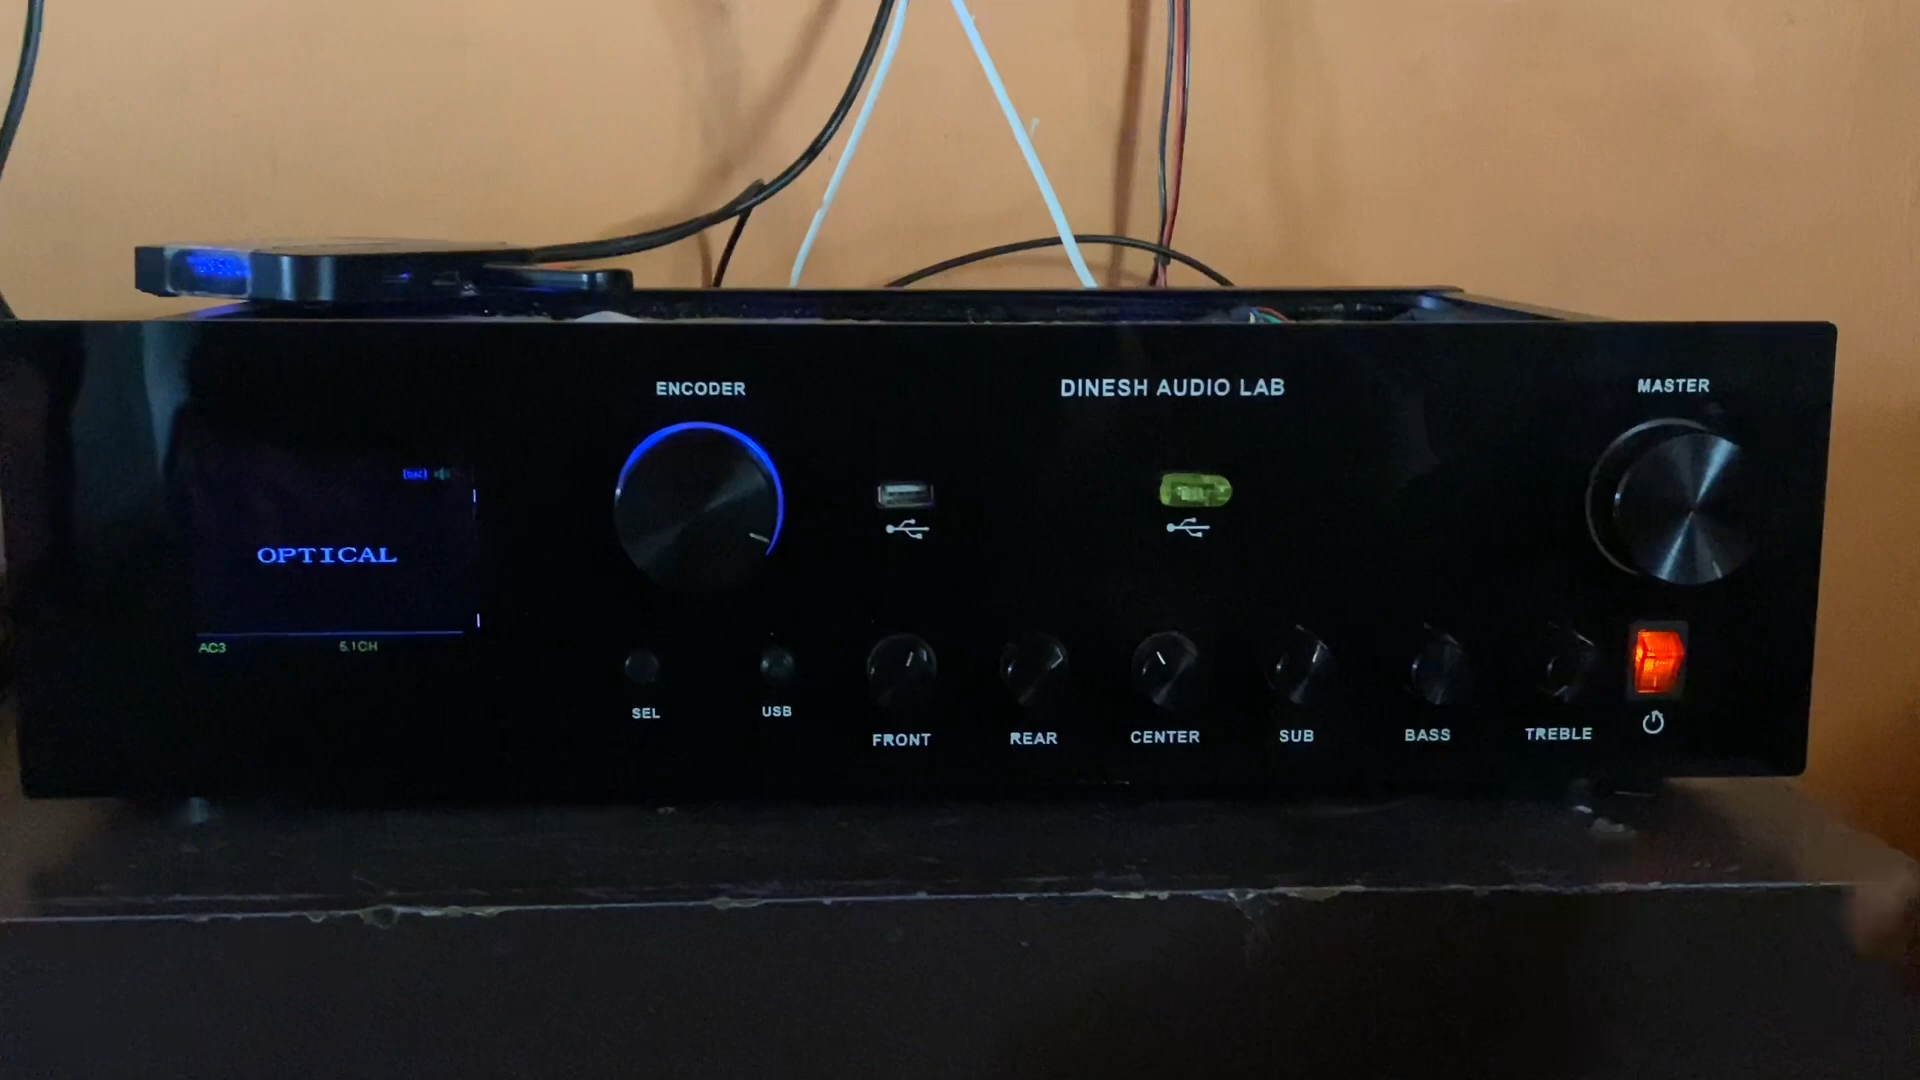 ENCODER
DINESH AUDIO LAB
MASTER
OPTICAL
AC3 5.1CH
SEL
USB
FRONT
REAR
CENTER
SUB
BASS
TREBLE